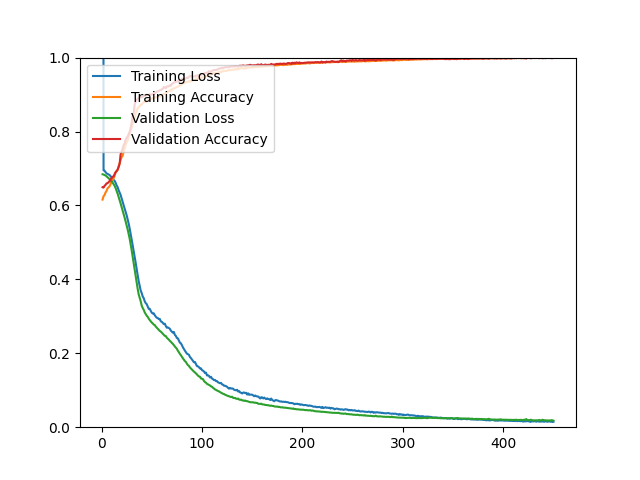 1.0
0.8
0.6
0.4
0.2
0.0
Training Loss
Training Accuracy
Validation Loss
Validation Accuracy
0 100 200 300 400